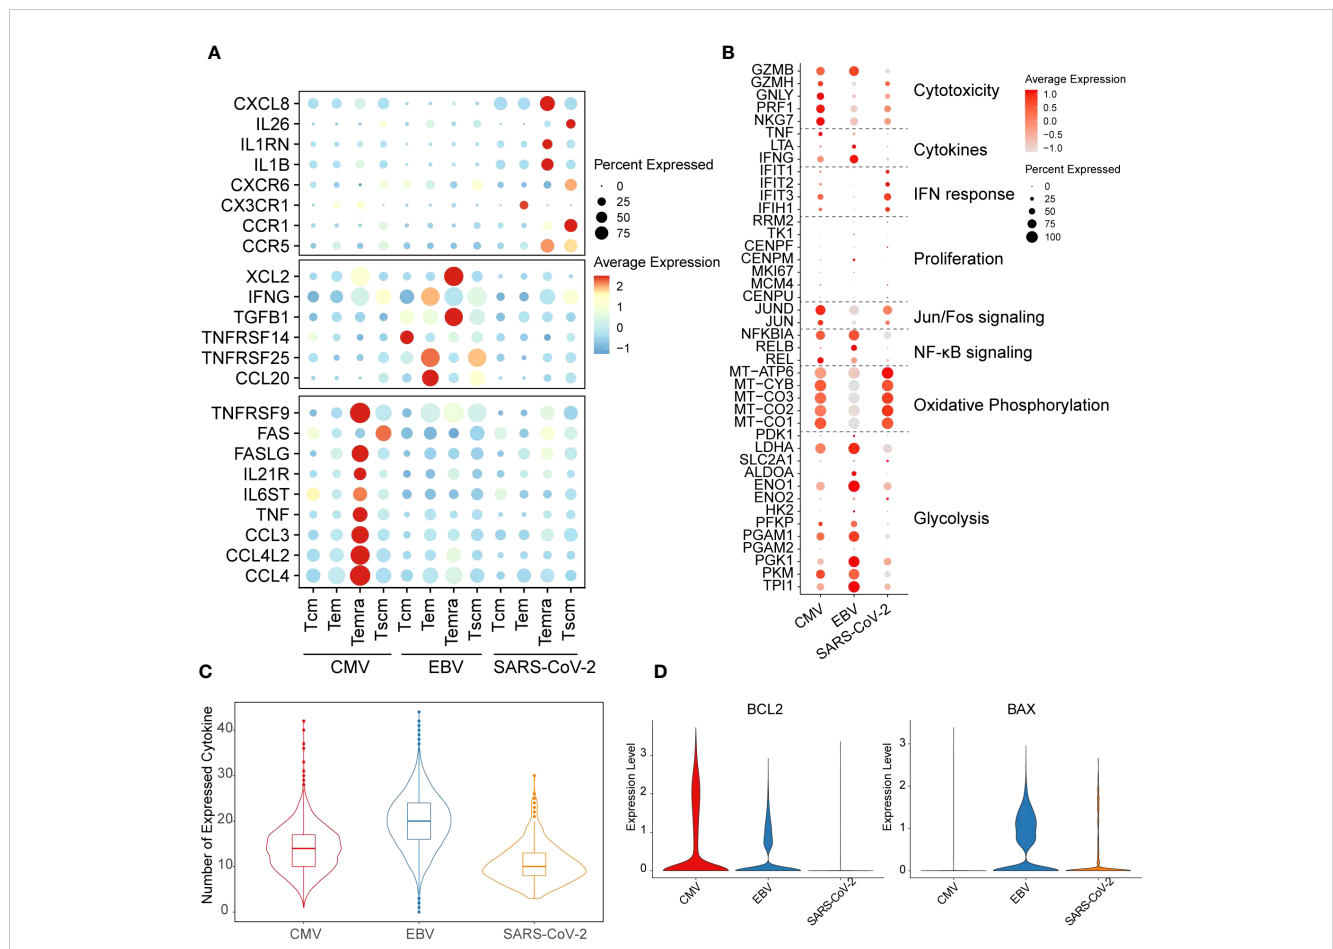 A
CXCL8
IL26
IL1RN
IL1B
CXCR6
CX3CR1
CCR1
CCR5
XCL2
IFNG
TGFB1
TNFRSF14
TNFRSF25
CCL20
TNFRSF9
FAS
FASLG
IL21R
IL6ST
TNF
CCL3
CCL4L2
CCL4
Tcm Tem Temra Tscm Tcm Tem Temra Tscm Tcm Tem Temra Tscm
CMV EBV SARS-CoV-2
Percent Expressed
0
25
50
75
Average Expression
2
1
0
−1
B
GZMB
GZMH
GNLY
PRF1
NKG7
TNF
LTA
IFNG
IFIT1
IFIT2
IFIT3
IFIH1
RRM2
TK1
CENPF
CENPM
MKI67
MCM4
CENPU
JUND
JUN
NFKBIA
RELB
REL
MT−ATP6
MT−CYB
MT−CO3
MT−CO2
MT−CO1
PDK1
LDHA
SLC2A1
ALDOA
ENO1
ENO2
HK2
PFKP
PGAM1
PGAM2
PGK1
PKM
TPI1
CMV EBV SARS-CoV-2
Cytotoxicity
Cytokines
IFN response
Proliferation
Jun/Fos signaling
NF-κB signaling
Oxidative Phosphorylation
Glycolysis
Average Expression
1.0
0.5
0.0
−0.5
−1.0
Percent Expressed
0
25
50
75
100
C
Number of Expressed Cytokine
40
30
20
10
0
CMV EBV SARS-CoV-2
D
BCL2
Expression Level
3
2
1
0
CMV EBV SARS-CoV-2
BAX
Expression Level
3
2
1
0
CMV EBV SARS-CoV-2